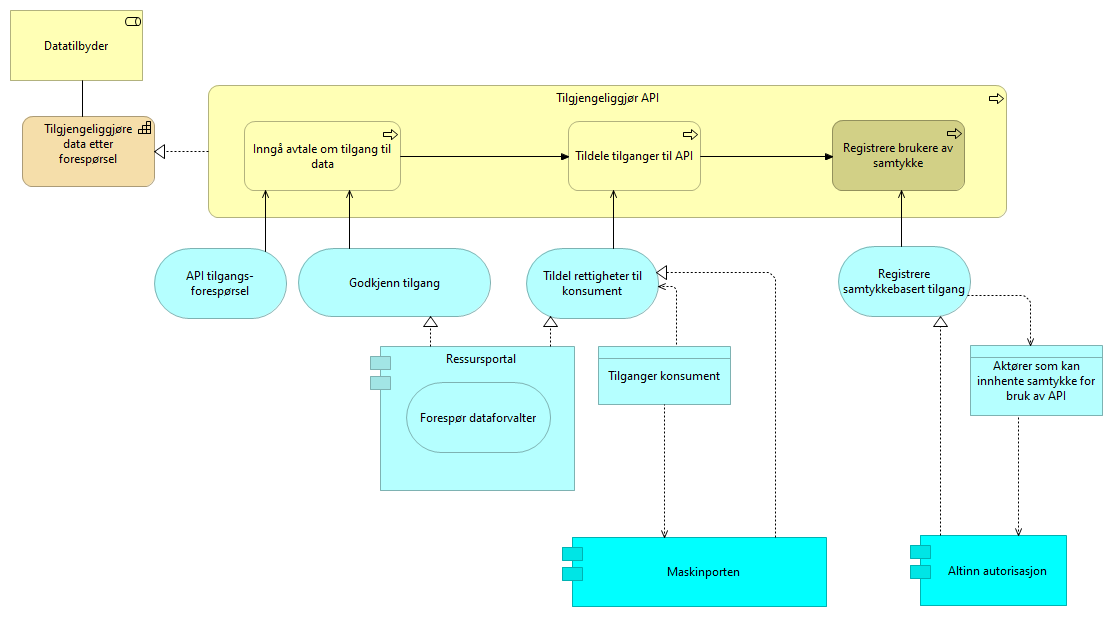 Datatilbyder
Tilgjengeliggjøre
data etter
forespørsel
Tilgjengeliggjør API
Inngå avtale om tilgang til
data
Tildele tilganger til API
Registrere brukere av
samtykke
API tilgangs-
forespørsel
Godkjenn tilgang
Tildel rettigheter til
konsument
Registrere
samtykkebasert tilgang
Ressursportal
Forespør dataforvalter
Tilganger konsument
Aktører som kan
innhente samtykke for
bruk av API
Maskinporten
Altinn autorisasjon